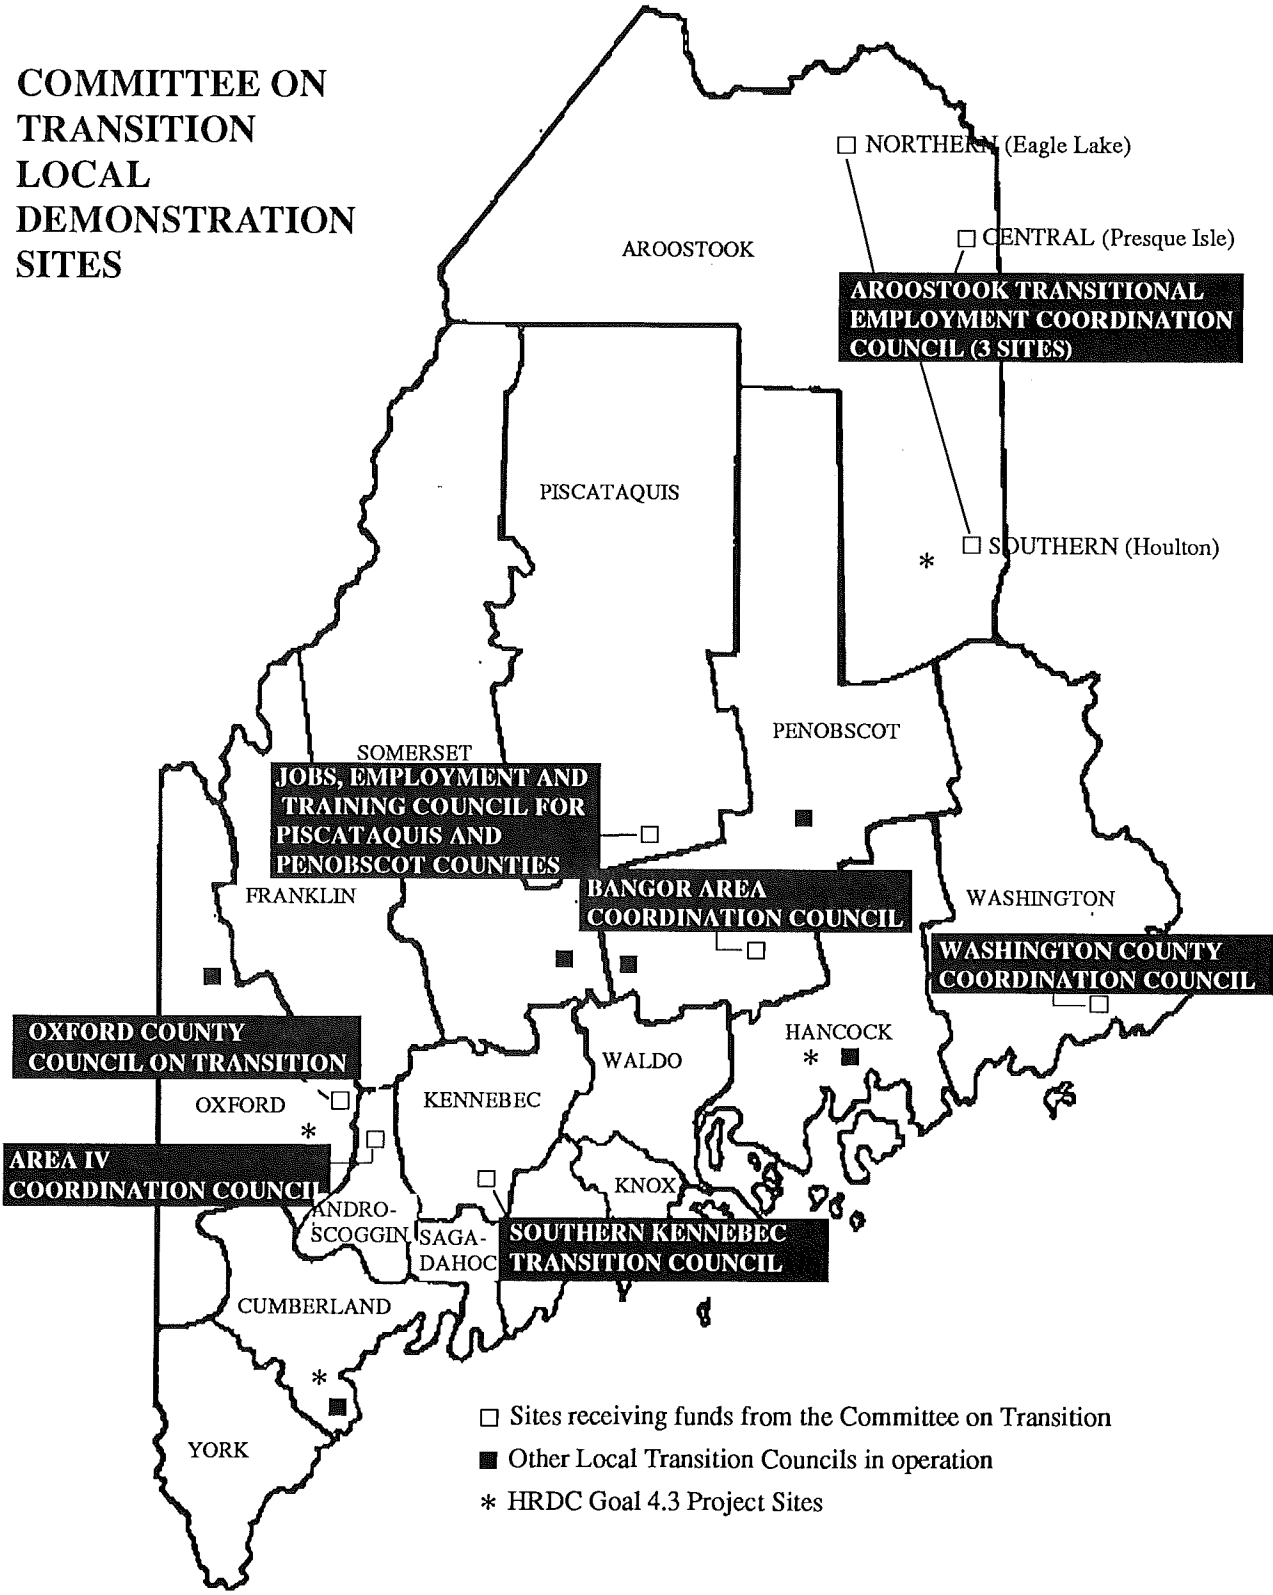 COMMITTEE ON
TRANSITION
LOCAL
DEMONSTRATION
SITES
NORTHERN (Eagle Lake)
CENTRAL (Presque Isle)
AROOSTOOK
AROOSTOOK TRANSITIONAL
EMPLOYMENT COORDINATION
COUNCIL (3 SITES)
PISCATAQUIS
* SOUTHERN (Houlton)
PENOBSCOT
SOMERSET
JOBS, EMPLOYMENT AND
TRAINING COUNCIL FOR
PISCATAQUIS AND
PENOBSCOT COUNTIES
FRANKLIN
BANGOR AREA
COORDINATION COUNCIL
WASHINGTON
WASHINGTON COUNTY
COORDINATION COUNCIL
OXFORD COUNTY
COUNCIL ON TRANSITION
HANCOCK
*
WALDO
OXFORD
*
KENNEBEC
AREA IV
COORDINATION COUNCIL
KNOX
ANDRO-
SCOGGIN
SAGA-
DAHOC
SOUTHERN KENNEBEC
TRANSITION COUNCIL
CUMBERLAND
*
YORK
□ Sites receiving funds from the Committee on Transition
■ Other Local Transition Councils in operation
* HRDC Goal 4.3 Project Sites